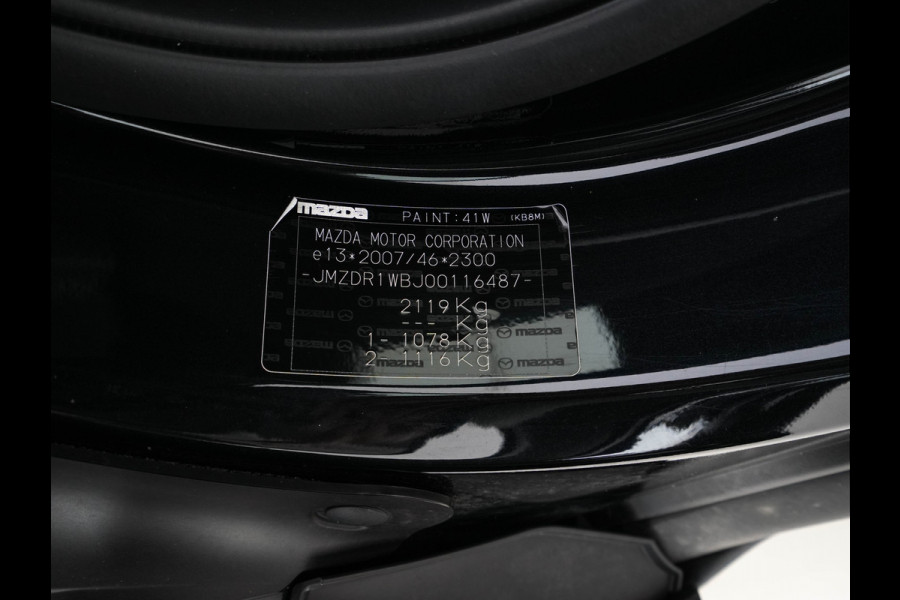 mazda PAINT:41W (KB8M)
MAZDA MOTOR CORPORATION
e13*2007/46*2300
-JMZDR1WBJ00116487-
2119Kg
--- Kg
1- 1078Kg
2- 1116Kg